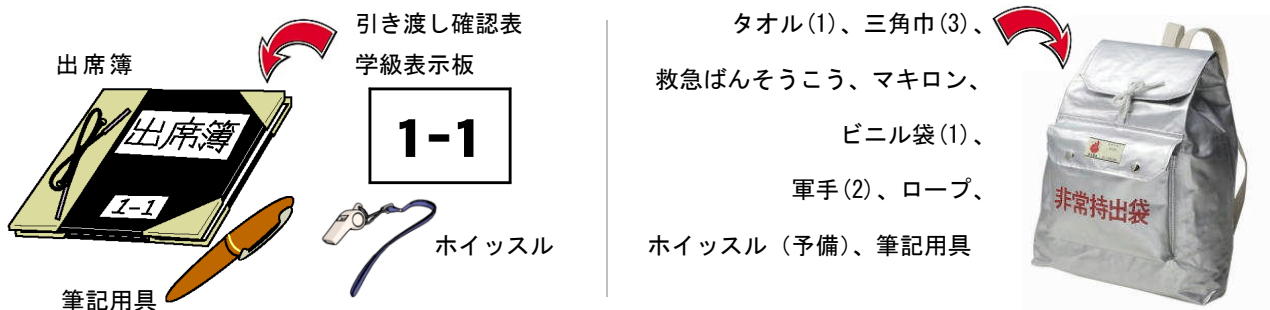 引き渡し確認表
出席簿
学級表示板
出席簿
1-1
1-1
ホイッスル
筆記用具
タオル(1)、三角巾(3)、
救急ばんそうこう、マキロン、
ビニル袋(1)、
軍手(2)、ロープ、
ホイッスル（予備）、筆記用具
非常持出袋